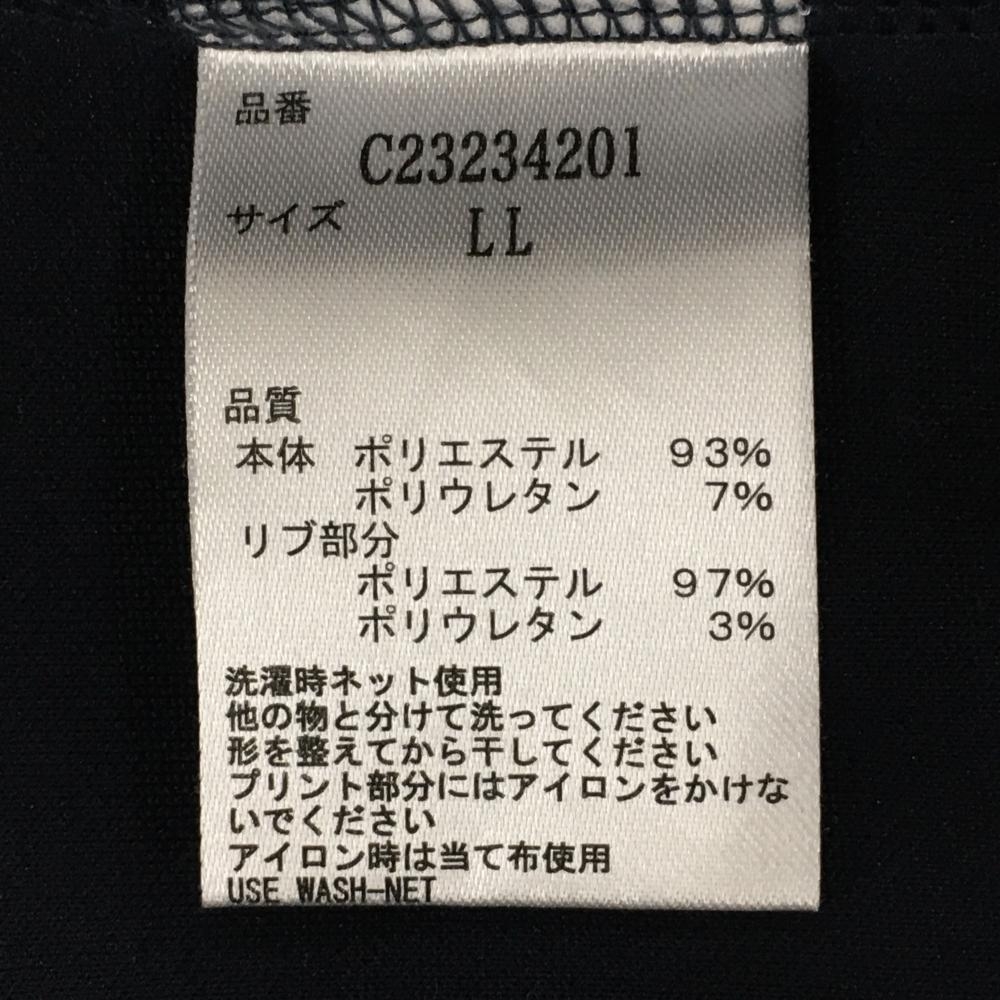 品番
C23234201
サイズ LL
品質
本体 ポリエステル 93%
ポリウレタン 7%
リブ部分
ポリエステル 97%
ポリウレタン 3%
洗濯時ネット使用
他の物と分けて洗ってください
形を整えてから干してください
プリント部分にはアイロンをかけな
いでください
アイロン時は当て布使用
USE WASH-NET